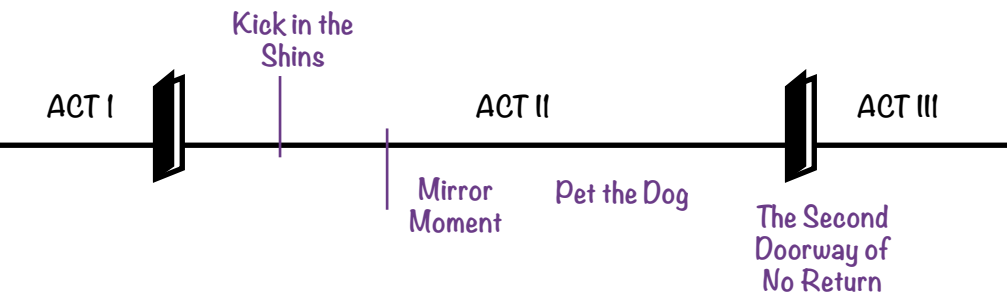 Kick in the
Shins
ACT I
ACT II
ACT III
Mirror
Moment
Pet the Dog
The Second
Doorway of
No Return